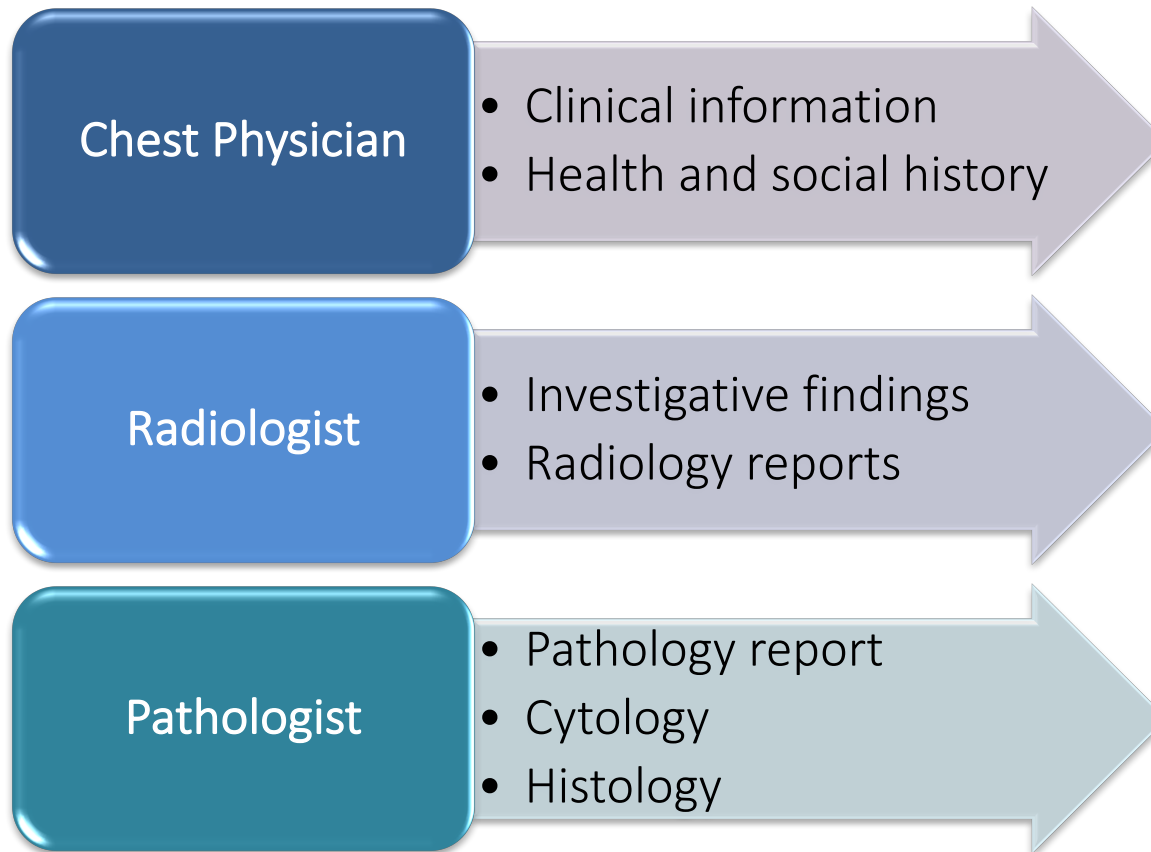 Chest Physician
• Clinical information
• Health and social history
Radiologist
• Investigative findings
• Radiology reports
Pathologist
• Pathology report
• Cytology
• Histology